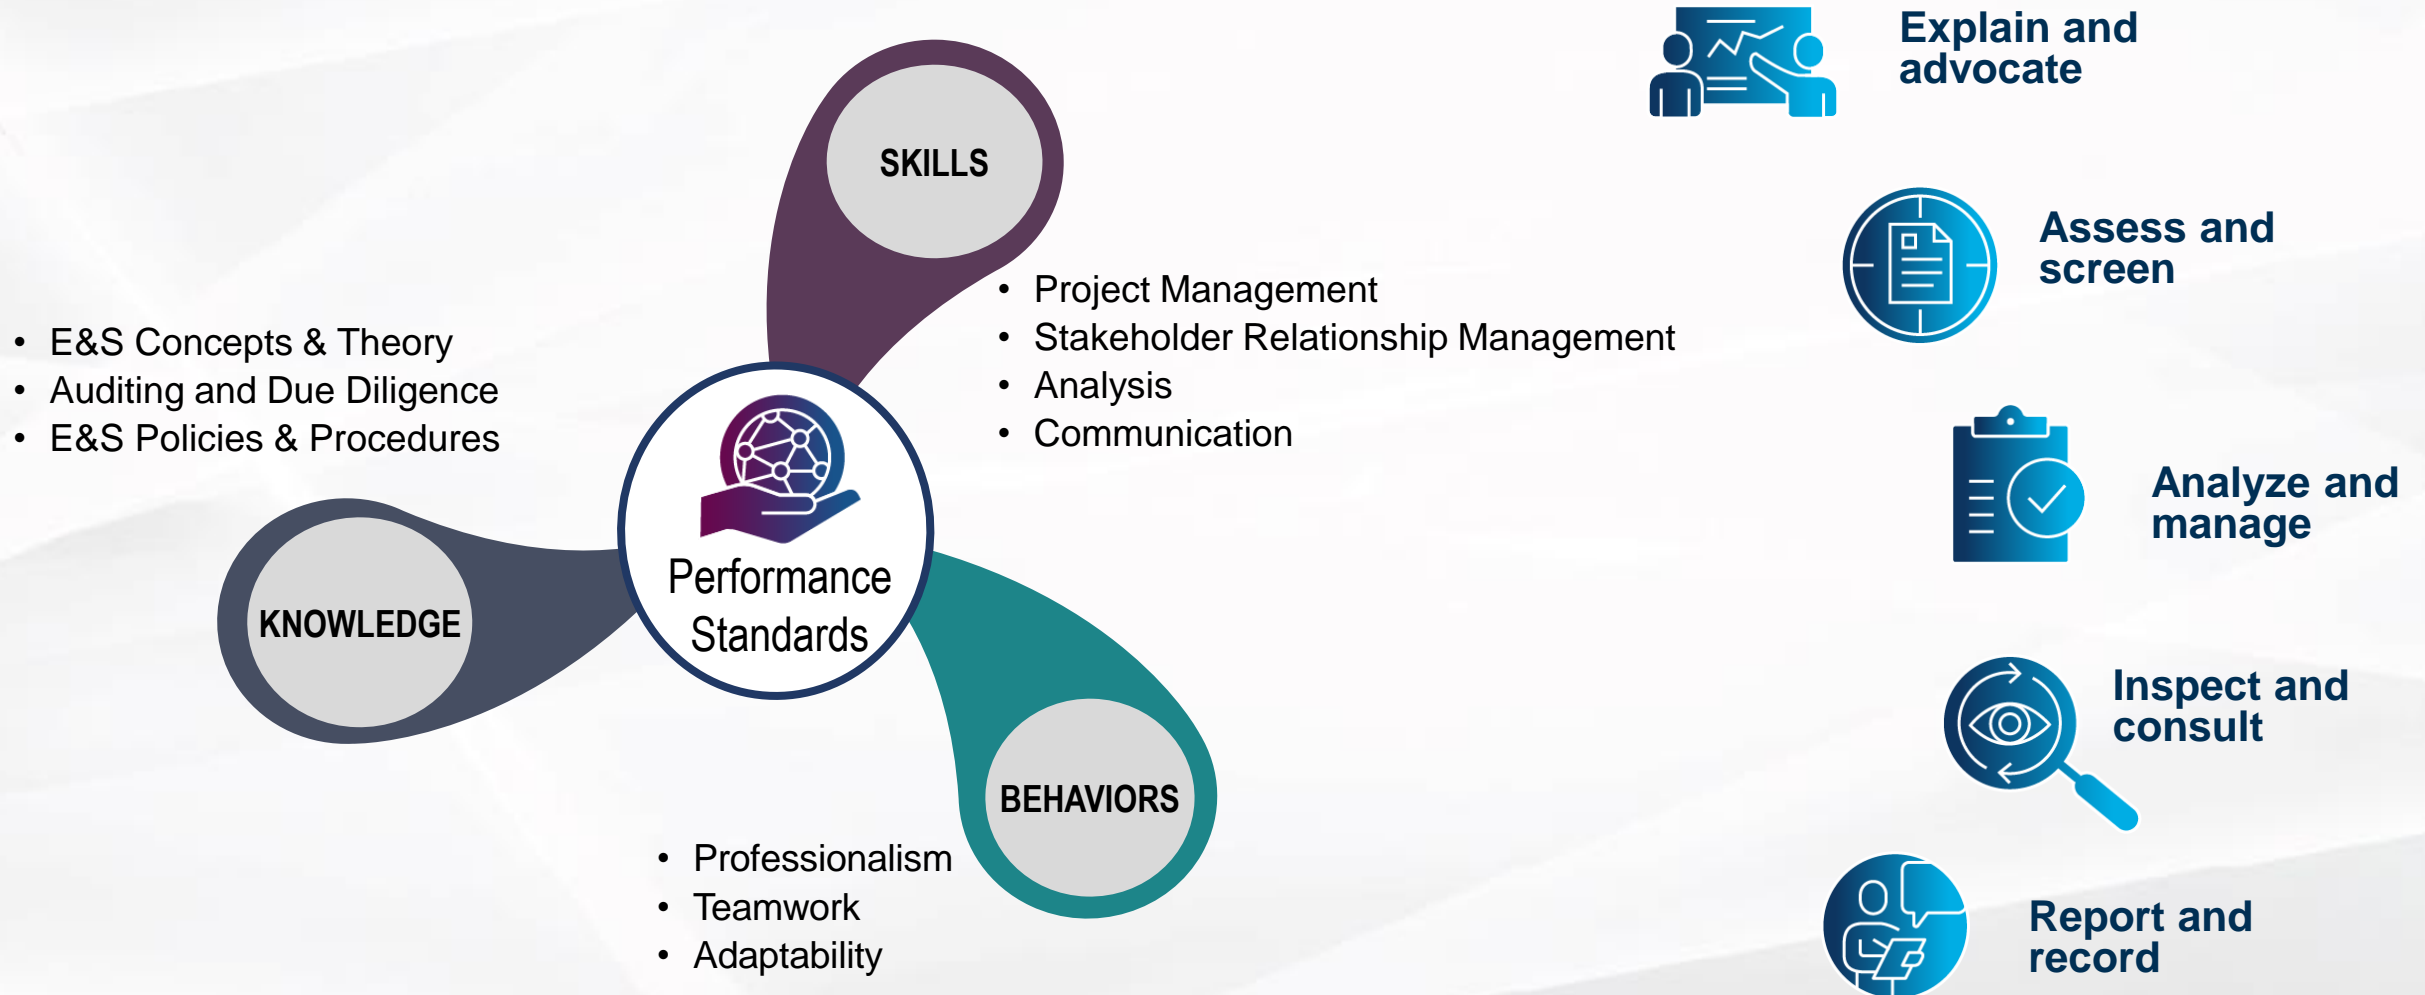 SKILLS
• Project Management
• Stakeholder Relationship Management
• Analysis
• Communication
• E&S Concepts & Theory
• Auditing and Due Diligence
• E&S Policies & Procedures
KNOWLEDGE
Performance
Standards
BEHAVIORS
• Professionalism
• Teamwork
• Adaptability
Explain and
advocate
Assess and
screen
Analyze and
manage
Inspect and
consult
Report and
record